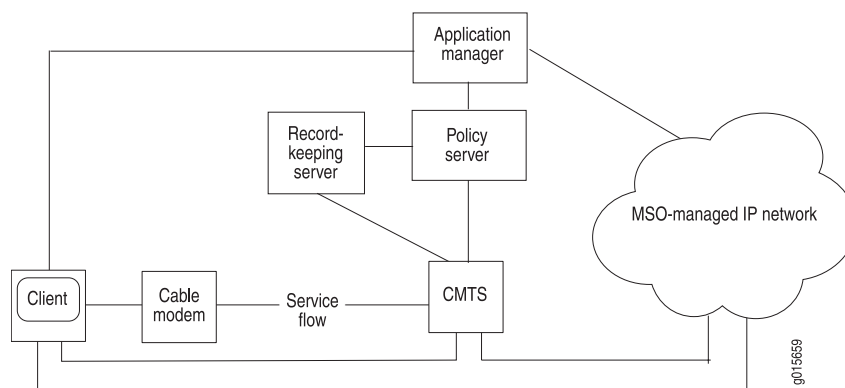 Application
manager
Record-
keeping
server
Policy
server
MSO-managed IP network
Client
Cable
modem
Service
flow
CMTS
g015659